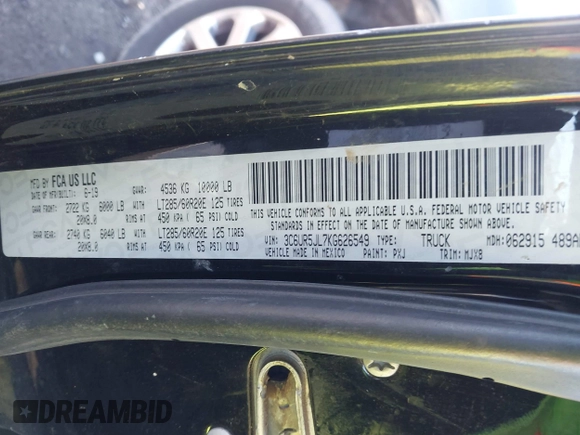 MFD BY: FCA US LLC
DATE OF MFR/BUILT: 6-19 GVWR: 4536 KG 10000 LB
GAWR FRONT: 2722 KG 6000 LB WITH LT285/60R20E 125 TIRES
20X8.0 RIMS AT 450 KPA ( 65 PSI) COLD
GAWR REAR: 2740 KG 6040 LB WITH LT285/60R20E 125 TIRES
20X8.0 RIMS AT 450 KPA ( 65 PSI) COLD
THIS VEHICLE CONFORMS TO ALL APPLICABLE U.S.A. FEDERAL MOTOR VEHICLE SAFETY
STANDARDS IN EFFECT ON THE DATE OF MANUFACTURE SHOWN ABOVE.
VIN: 3C6UR5JL7KG626549 TYPE: TRUCK MDH: 062915 489A
VEHICLE MADE IN MEXICO PAINT: PXJ TRIM: MJX8
DREAMBID